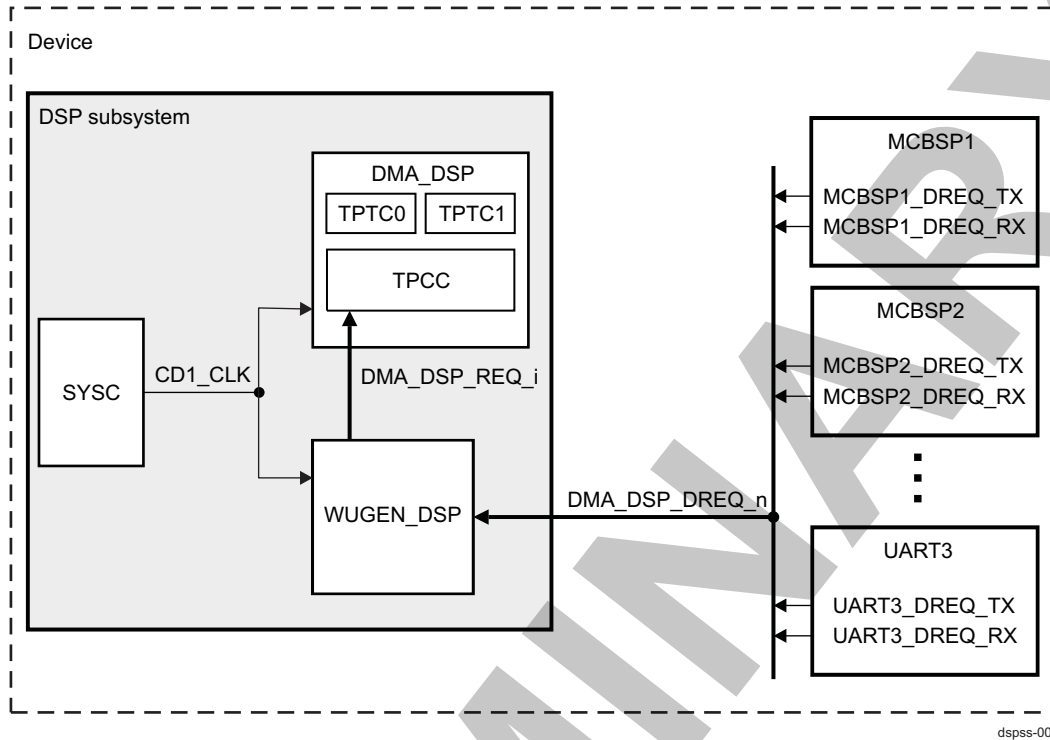 Device
DSP subsystem
DMA_DSP
TPTC0 TPTC1
TPCC
SYSC
CD1_CLK
DMA_DSP_REQ_i
WUGEN_DSP
DMA_DSP_DREQ_n
MCBSP1
MCBSP1_DREQ_TX
MCBSP1_DREQ_RX
MCBSP2
MCBSP2_DREQ_TX
MCBSP2_DREQ_RX
UART3
UART3_DREQ_TX
UART3_DREQ_RX
dspss-00
MINARY